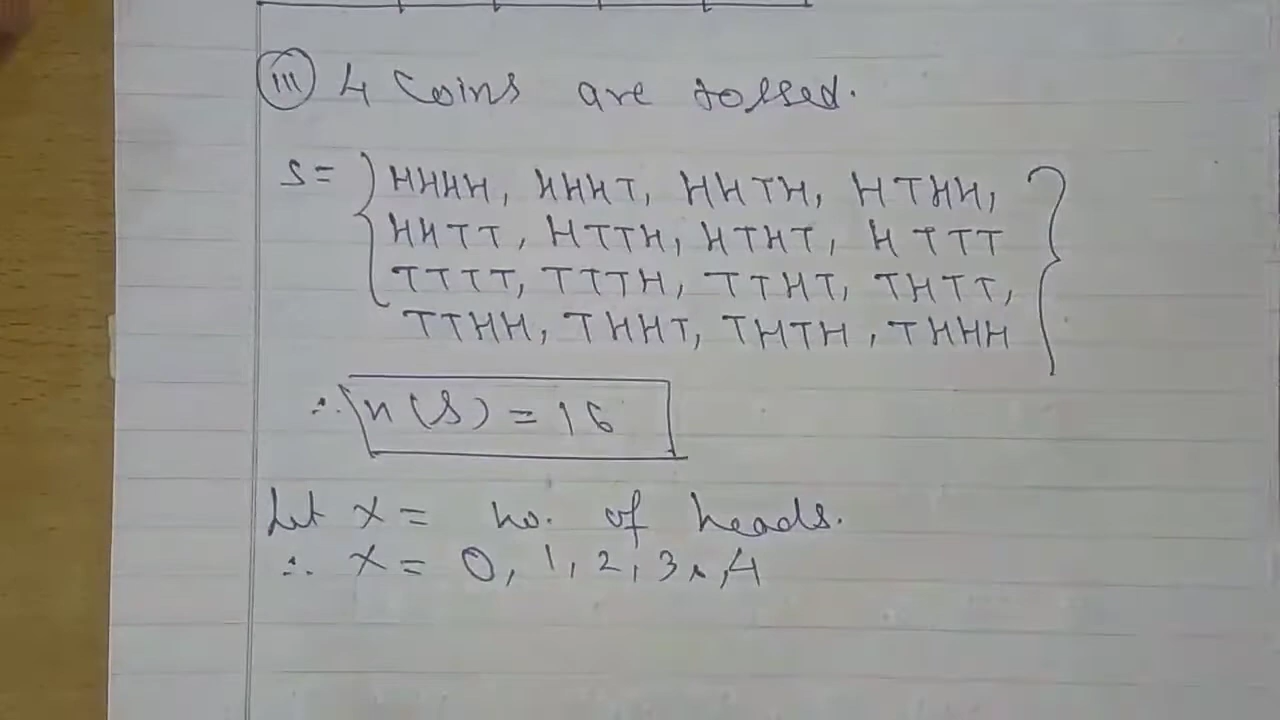 (iii) 4 Coins are tossed.
S = { HHHH, HHHT, HHTH, HTHH,
HHTT, HTTH, HTHT, HTTT
TTTT, TTTH, TTHT, THTT,
TTHH, THHT, THTH, THHH }
∴ n(S) = 16
Let X = no. of heads.
∴ X = 0, 1, 2, 3, 4